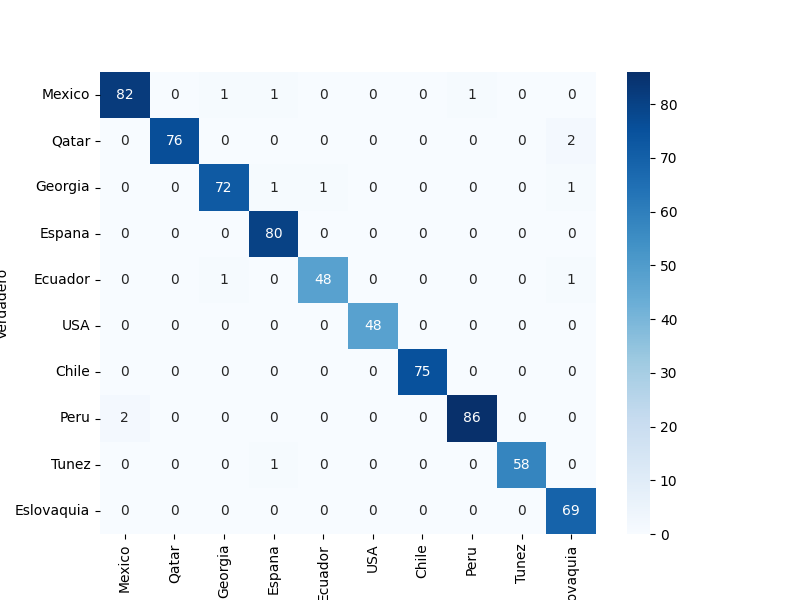 Mexico 82 0 1 1 0 0 0 1 0 0
Qatar 0 76 0 0 0 0 0 0 0 2
Georgia 0 0 72 1 1 0 0 0 0 1
Espana 0 0 0 80 0 0 0 0 0 0
Ecuador 0 0 1 0 48 0 0 0 0 1
USA 0 0 0 0 0 48 0 0 0 0
Chile 0 0 0 0 0 0 75 0 0 0
Peru 2 0 0 0 0 0 0 86 0 0
Tunez 0 0 0 1 0 0 0 0 58 0
Eslovaquia 0 0 0 0 0 0 0 0 0 69
Verdadero
Mexico
Qatar
Georgia
Espana
Ecuador
USA
Chile
Peru
Tunez
ovaquia
80
70
60
50
40
30
20
10
0